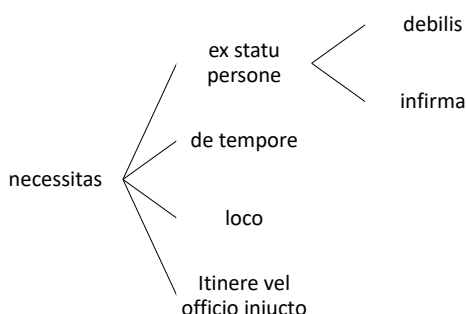 debilis
ex statu
persone
infirma
de tempore
necessitas
loco
Itinere vel
officio iniucto